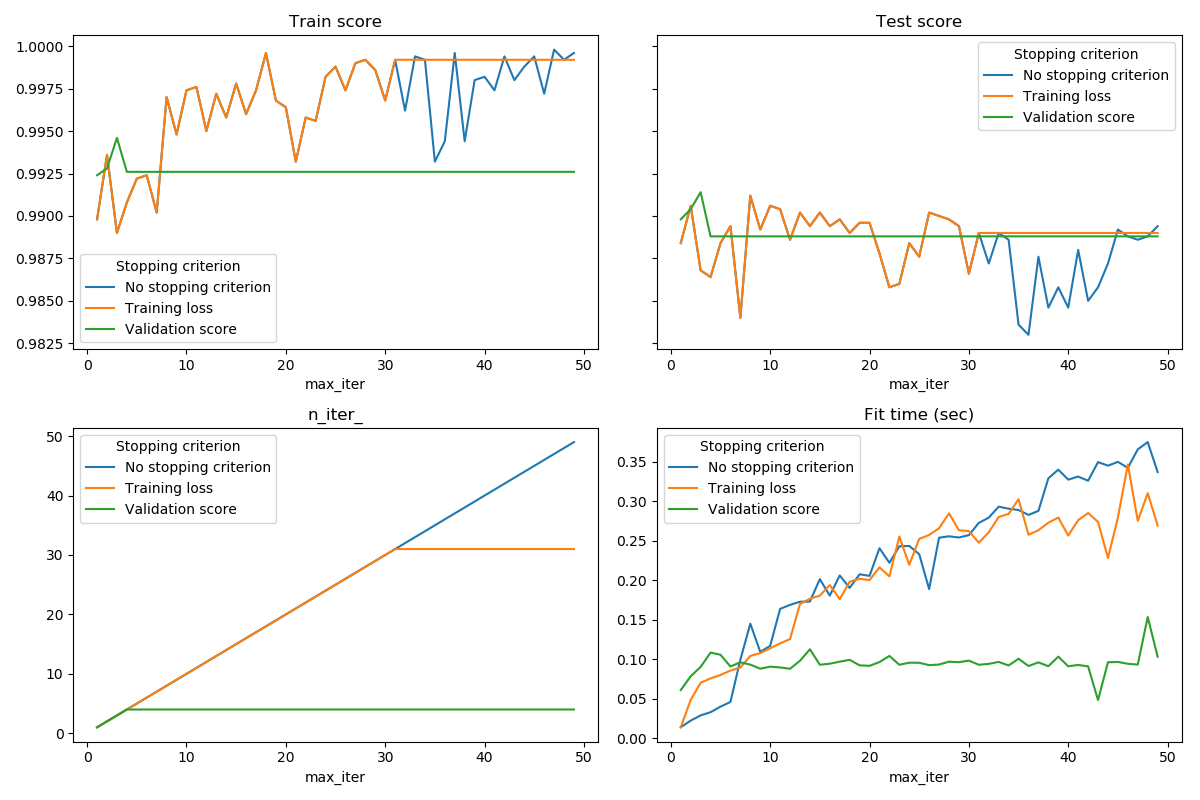 Train score
1.0000
0.9975
0.9950
0.9925
0.9900
0.9875
0.9850
0.9825
Stopping criterion
No stopping criterion
Training loss
Validation score
0 10 20 30 40 50
max_iter
Test score
Stopping criterion
No stopping criterion
Training loss
Validation score
0 10 20 30 40 50
max_iter
n_iter_
50
40
30
20
10
0
Stopping criterion
No stopping criterion
Training loss
Validation score
0 10 20 30 40 50
max_iter
Fit time (sec)
0.35
0.30
0.25
0.20
0.15
0.10
0.05
0.00
Stopping criterion
No stopping criterion
Training loss
Validation score
0 10 20 30 40 50
max_iter